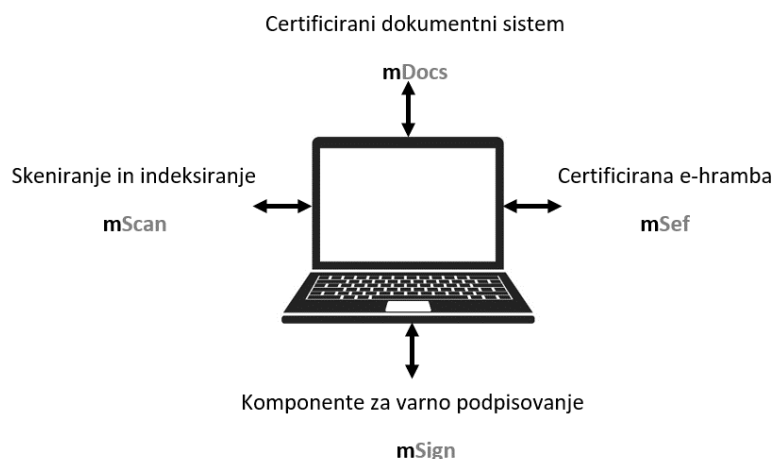 Certificirani dokumentni sistem
mDocs
Skeniranje in indeksiranje
mScan
Certificirana e-hramba
mSef
Komponente za varno podpisovanje
mSign